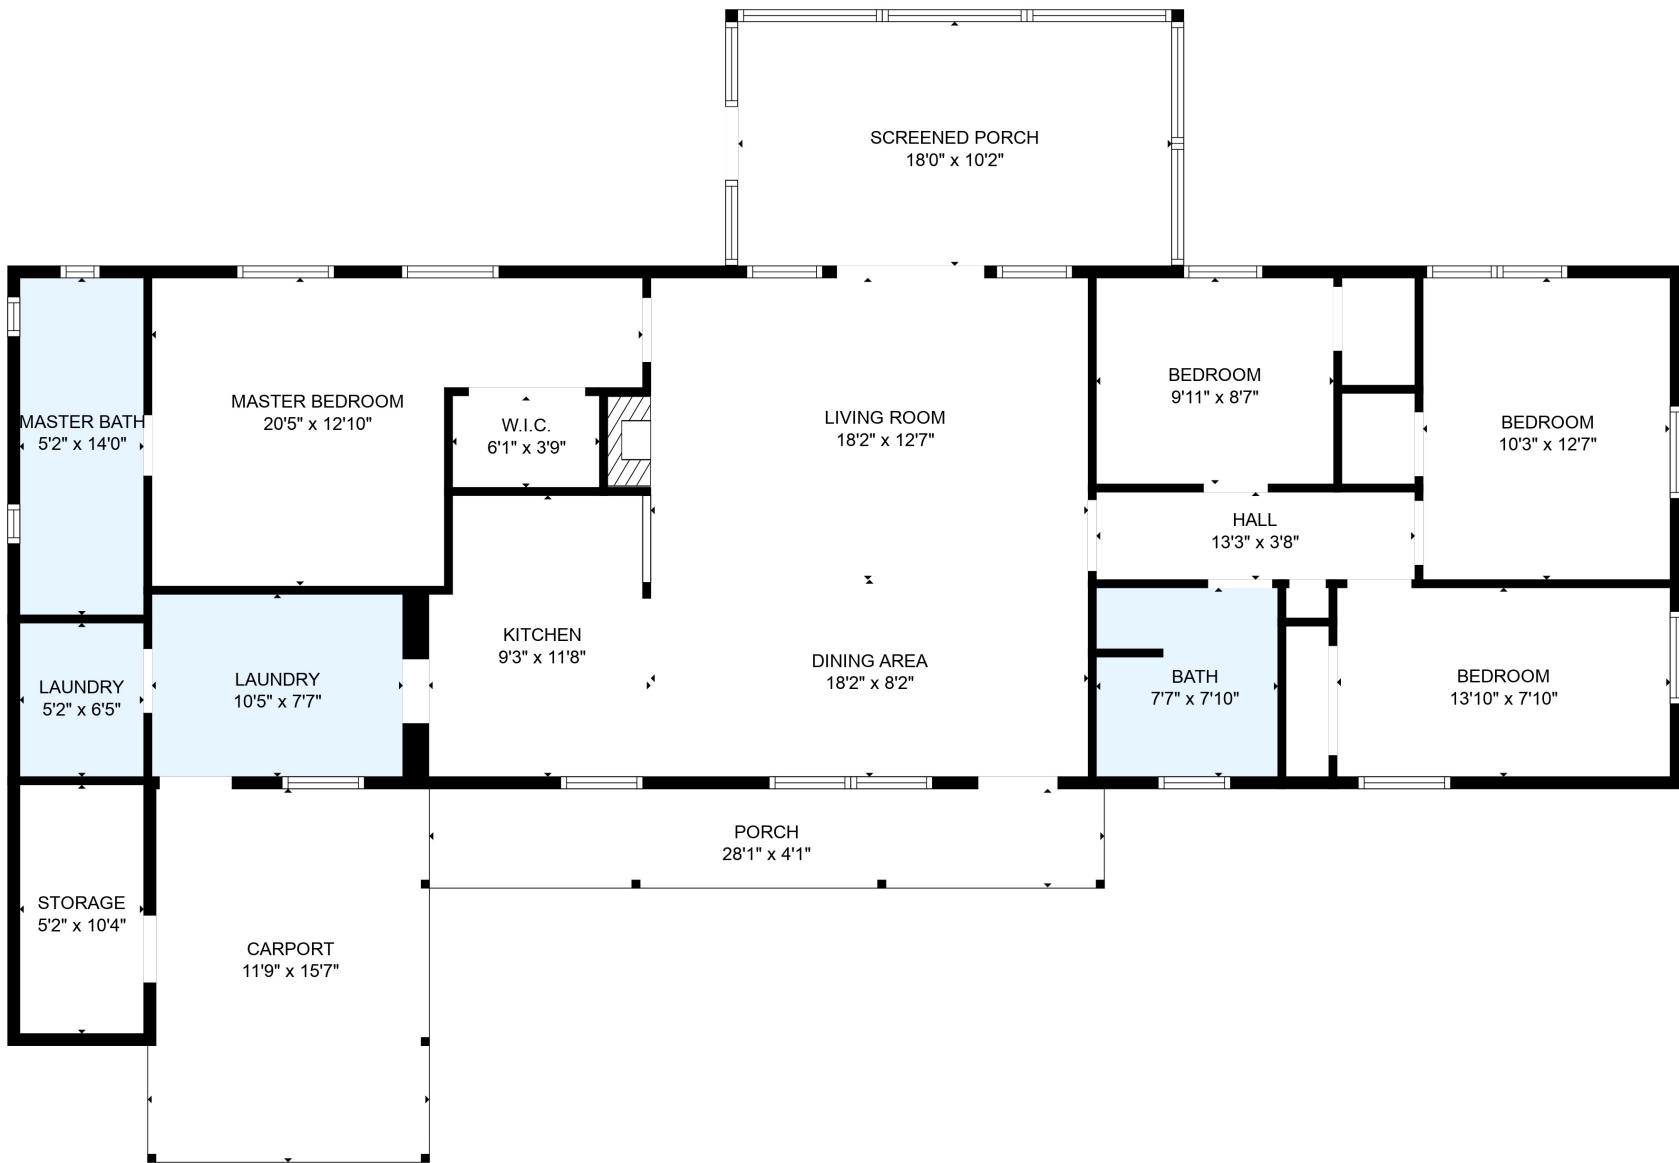 SCREENED PORCH
18'0" x 10'2"
MASTER BATH
5'2" x 14'0"
MASTER BEDROOM
20'5" x 12'10"
W.I.C.
6'1" x 3'9"
LIVING ROOM
18'2" x 12'7"
BEDROOM
9'11" x 8'7"
BEDROOM
10'3" x 12'7"
HALL
13'3" x 3'8"
LAUNDRY
5'2" x 6'5"
LAUNDRY
10'5" x 7'7"
KITCHEN
9'3" x 11'8"
DINING AREA
18'2" x 8'2"
BATH
7'7" x 7'10"
BEDROOM
13'10" x 7'10"
PORCH
28'1" x 4'1"
STORAGE
5'2" x 10'4"
CARPORT
11'9" x 15'7"